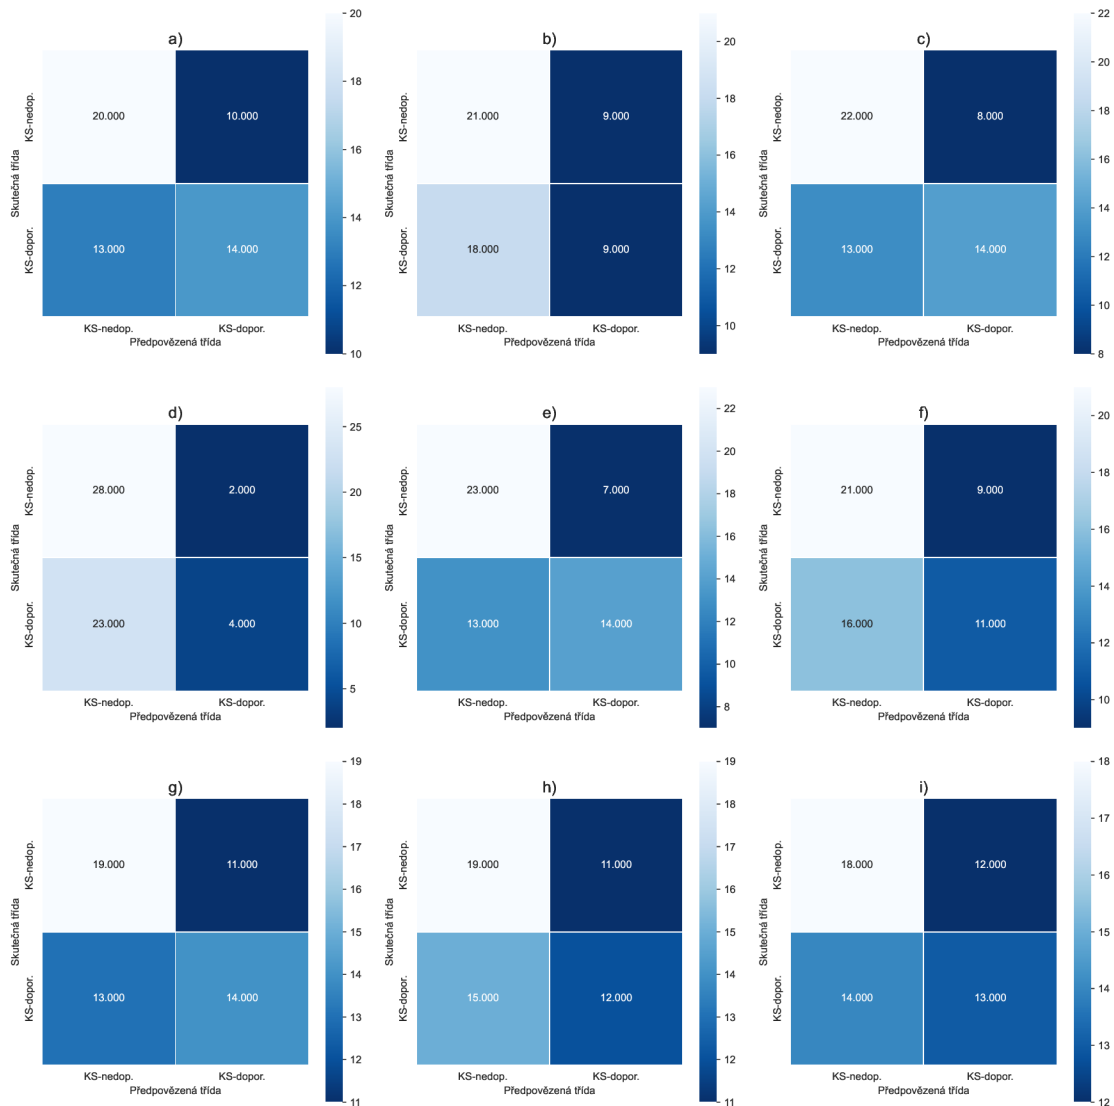 a)
20.000
10.000
13.000
14.000
KS-nedop.
KS-dopor.
Skutečná třída
KS-nedop.
KS-dopor.
Předpovězená třída
20
18
16
14
12
10
b)
21.000
9.000
18.000
9.000
KS-nedop.
KS-dopor.
Skutečná třída
KS-nedop.
KS-dopor.
Předpovězená třída
20
18
16
14
12
10
c)
22.000
8.000
13.000
14.000
KS-nedop.
KS-dopor.
Skutečná třída
KS-nedop.
KS-dopor.
Předpovězená třída
22
20
18
16
14
12
10
8
d)
28.000
2.000
23.000
4.000
KS-nedop.
KS-dopor.
Skutečná třída
KS-nedop.
KS-dopor.
Předpovězená třída
25
20
15
10
5
e)
23.000
7.000
13.000
14.000
KS-nedop.
KS-dopor.
Skutečná třída
KS-nedop.
KS-dopor.
Předpovězená třída
22
20
18
16
14
12
10
8
f)
21.000
9.000
16.000
11.000
KS-nedop.
KS-dopor.
Skutečná třída
KS-nedop.
KS-dopor.
Předpovězená třída
20
18
16
14
12
10
g)
19.000
11.000
13.000
14.000
KS-nedop.
KS-dopor.
Skutečná třída
KS-nedop.
KS-dopor.
Předpovězená třída
19
18
17
16
15
14
13
12
11
h)
19.000
11.000
15.000
12.000
KS-nedop.
KS-dopor.
Skutečná třída
KS-nedop.
KS-dopor.
Předpovězená třída
19
18
17
16
15
14
13
12
11
i)
18.000
12.000
14.000
13.000
KS-nedop.
KS-dopor.
Skutečná třída
KS-nedop.
KS-dopor.
Předpovězená třída
18
17
16
15
14
13
12